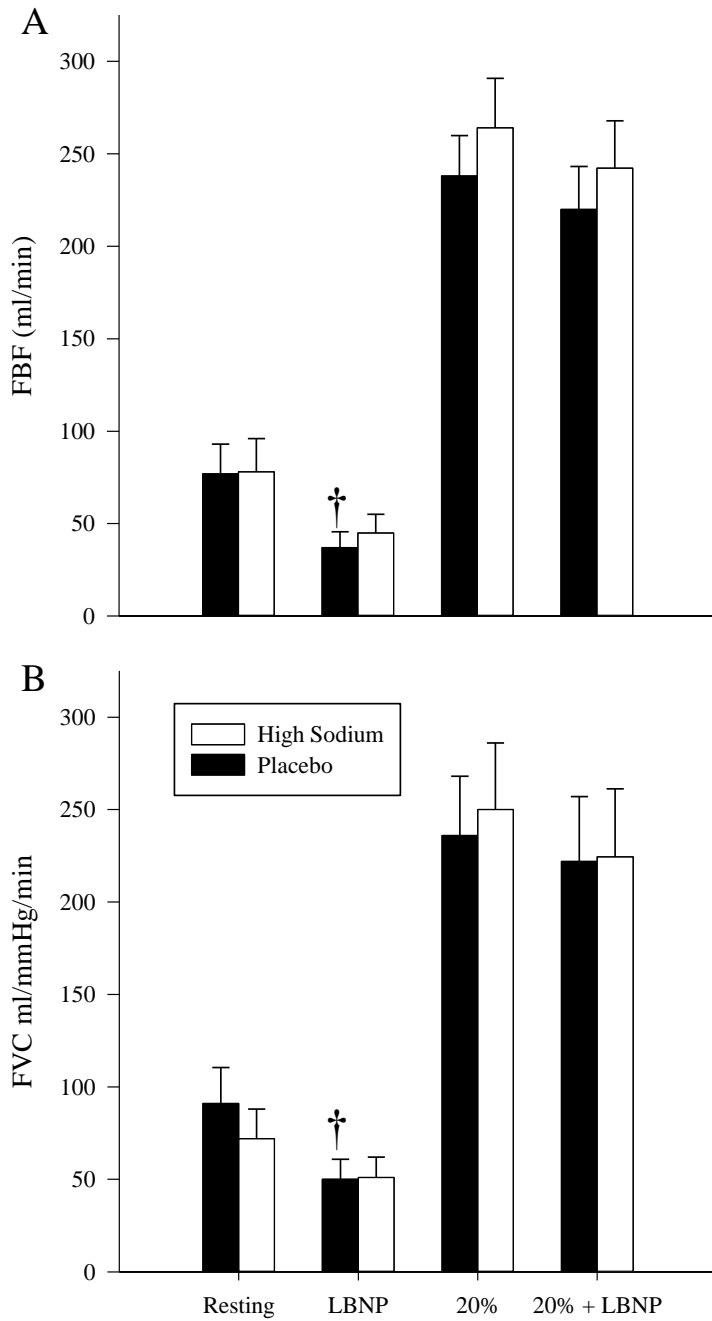 A
300
250
200
150
100
50
0
FBF (ml/min)
†
B
300
250
200
150
100
50
0
FVC ml/mmHg/min
High Sodium
Placebo
†
Resting LBNP 20% 20% + LBNP